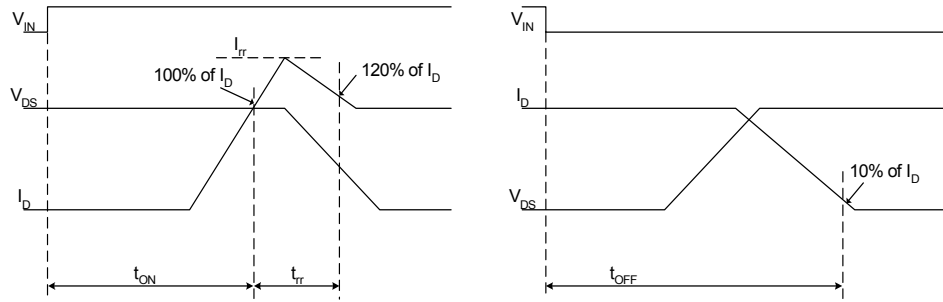 V_IN
I_rr
100% of I_D
120% of I_D
V_DS
I_D
t_ON
t_rr
V_IN
I_D
V_DS
10% of I_D
t_OFF